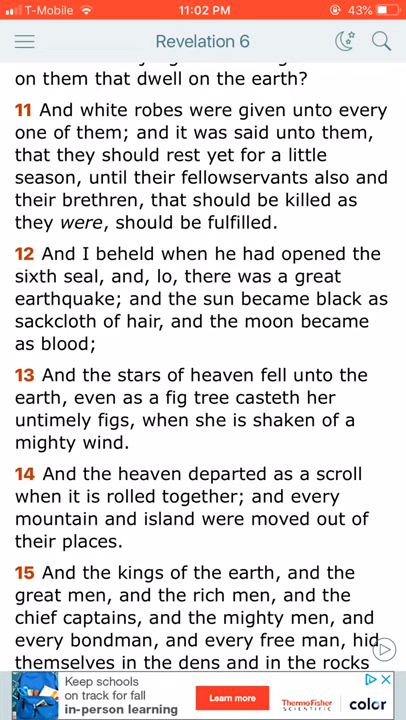 T-Mobile 11:02 PM 43%
Revelation 6
on them that dwell on the earth?
11 And white robes were given unto every
one of them; and it was said unto them,
that they should rest yet for a little
season, until their fellowservants also and
their brethren, that should be killed as
they were, should be fulfilled.
12 And I beheld when he had opened the
sixth seal, and, lo, there was a great
earthquake; and the sun became black as
sackcloth of hair, and the moon became
as blood;
13 And the stars of heaven fell unto the
earth, even as a fig tree casteth her
untimely figs, when she is shaken of a
mighty wind.
14 And the heaven departed as a scroll
when it is rolled together; and every
mountain and island were moved out of
their places.
15 And the kings of the earth, and the
great men, and the rich men, and the
chief captains, and the mighty men, and
every bondman, and every free man, hid
themselves in the dens and in the rocks
Keep schools
on track for fall
in-person learning
Learn more
ThermoFisher
SCIENTIFIC
color